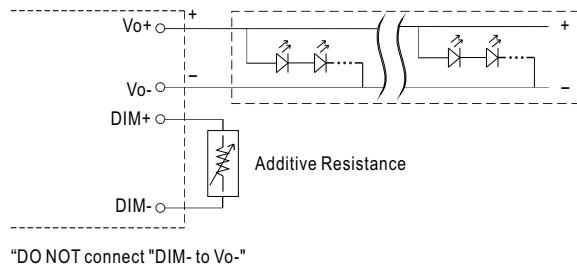 Vo+
+
+
−
Vo-
−
DIM+
Additive Resistance
DIM-
“DO NOT connect "DIM- to Vo-"